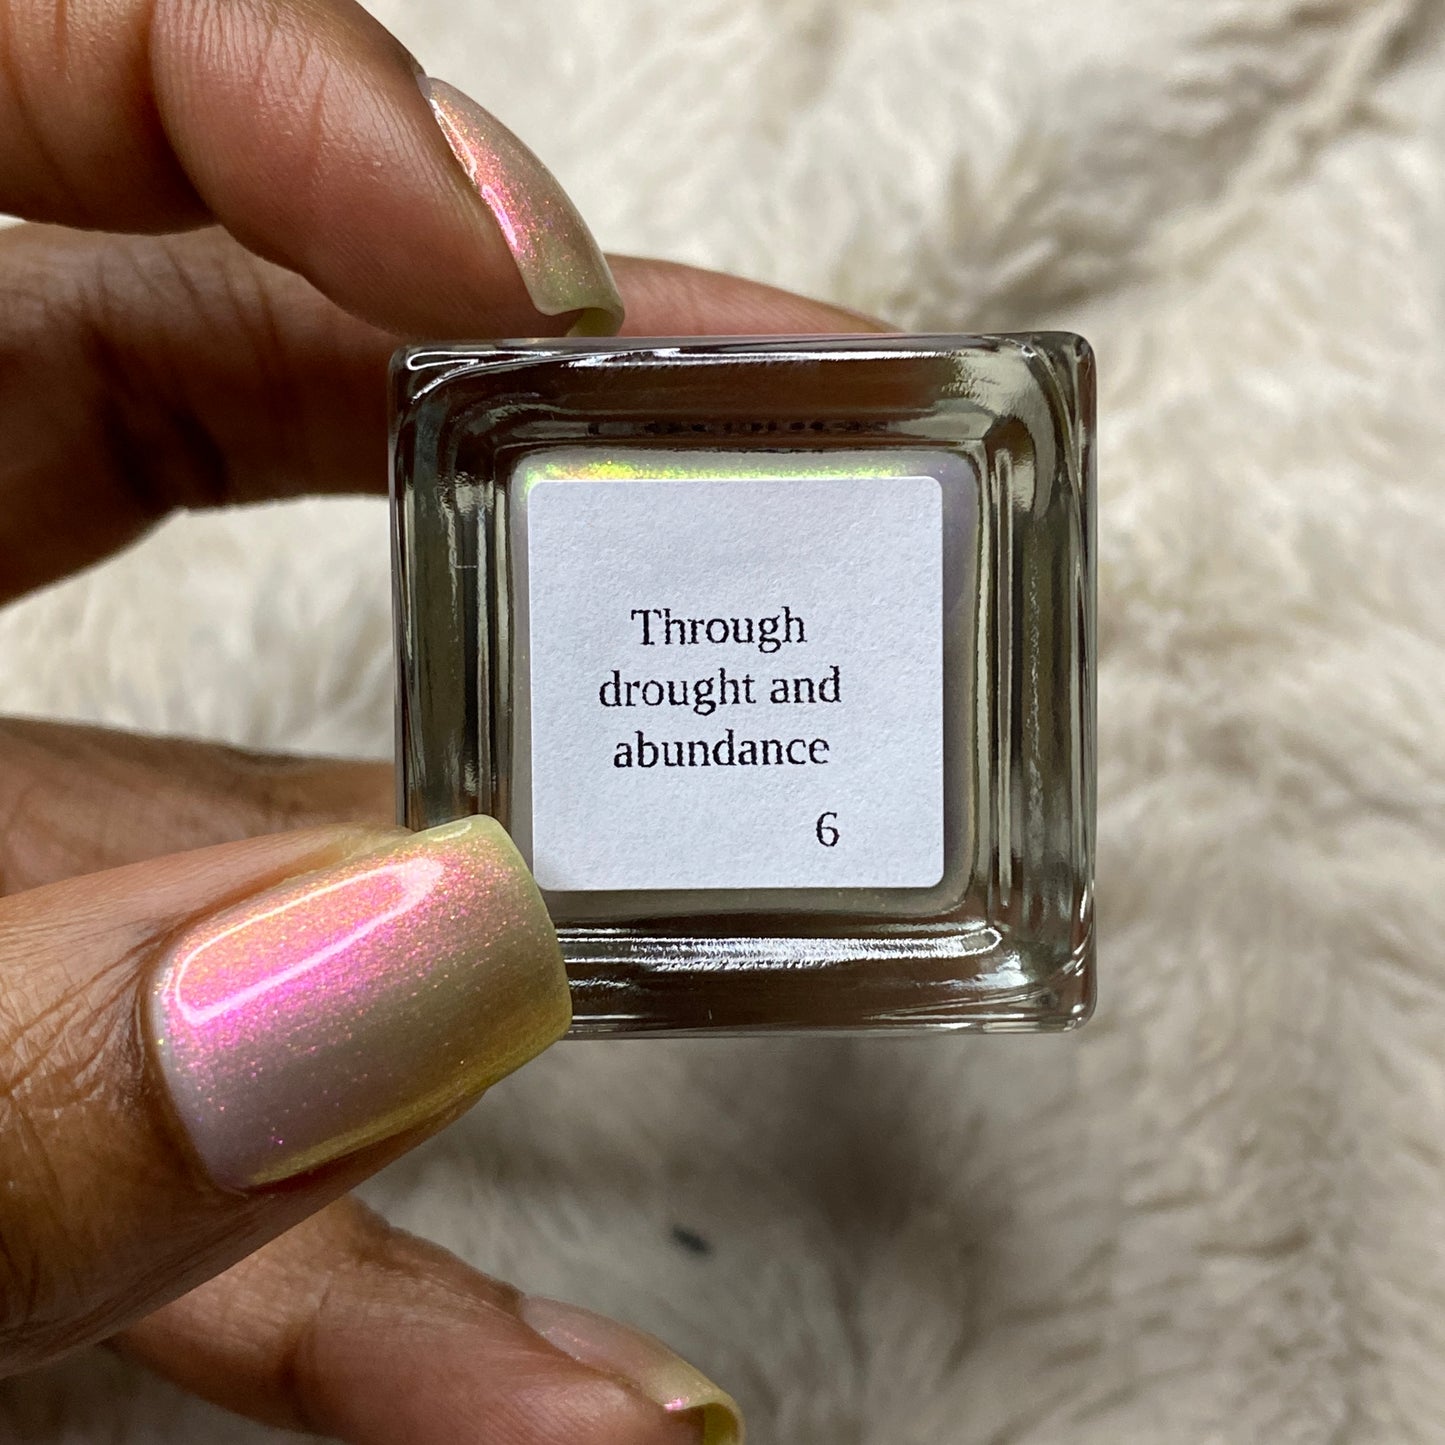 Through
drought and
abundance
6